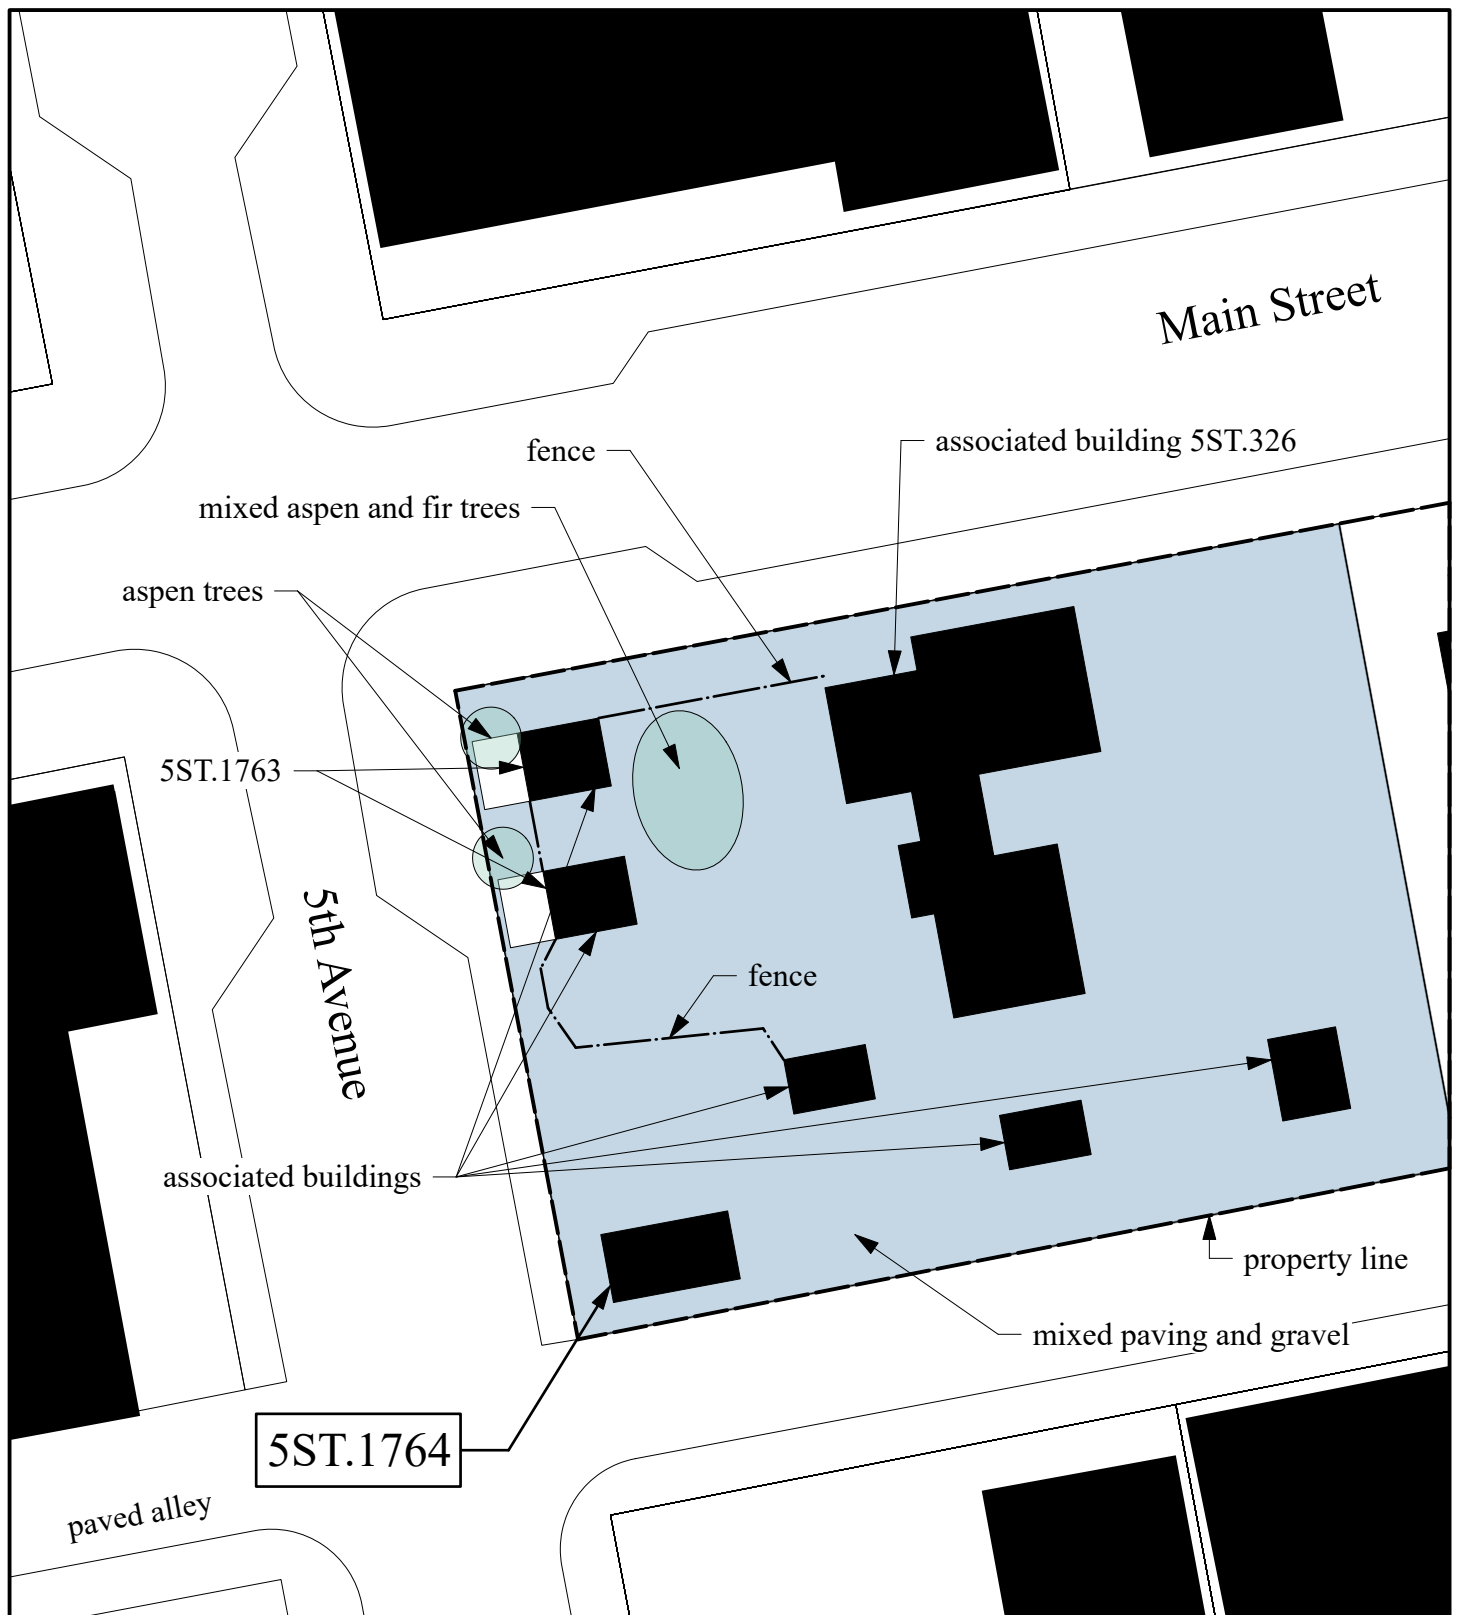 Main Street
fence
associated building 5ST.326
mixed aspen and fir trees
aspen trees
5ST.1763
5th Avenue
fence
associated buildings
property line
mixed paving and gravel
5ST.1764
paved alley